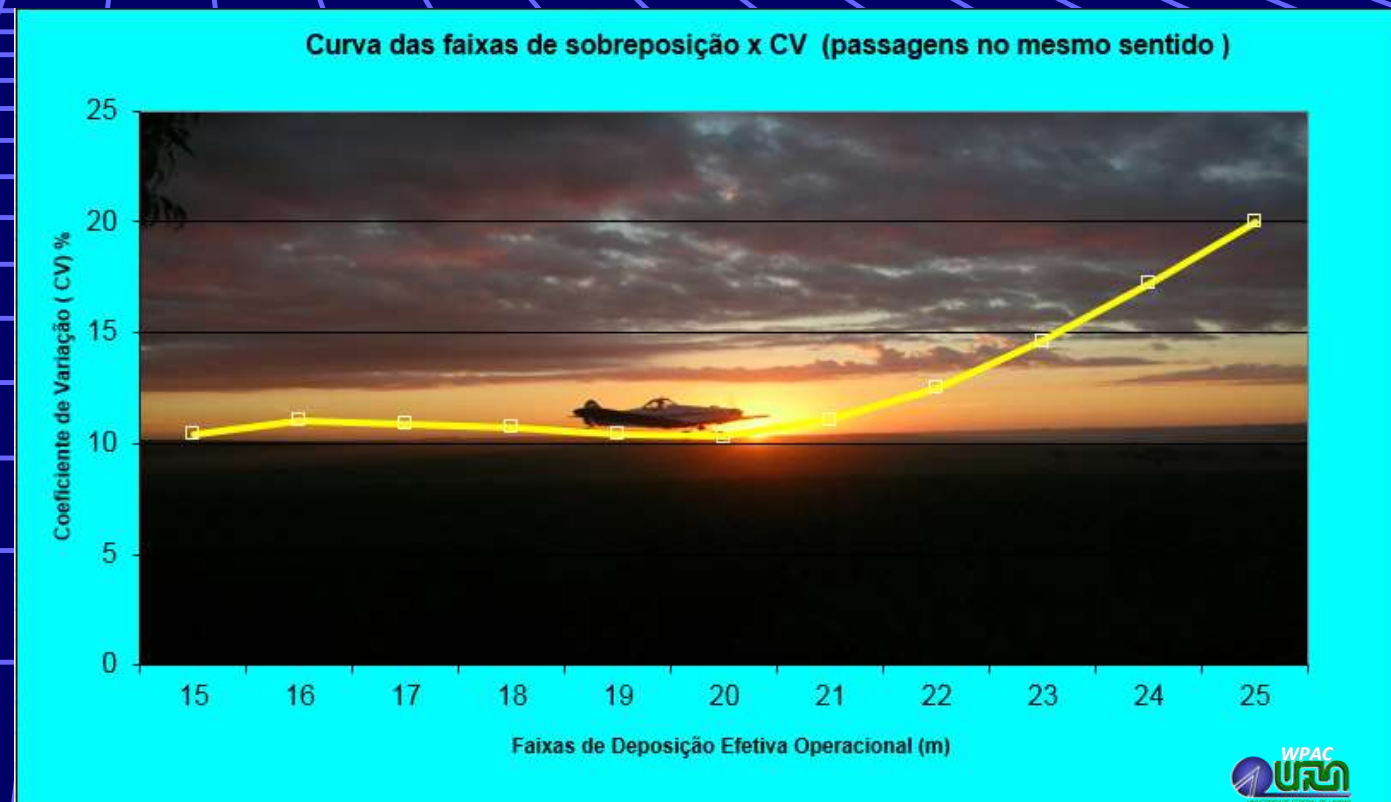 Curva das faixas de sobreposição x CV (passagens no mesmo sentido )
Coeficiente de Variação ( CV) %
25
20
15
10
5
0
15 16 17 18 19 20 21 22 23 24 25
Faixas de Deposição Efetiva Operacional (m)
WPAC